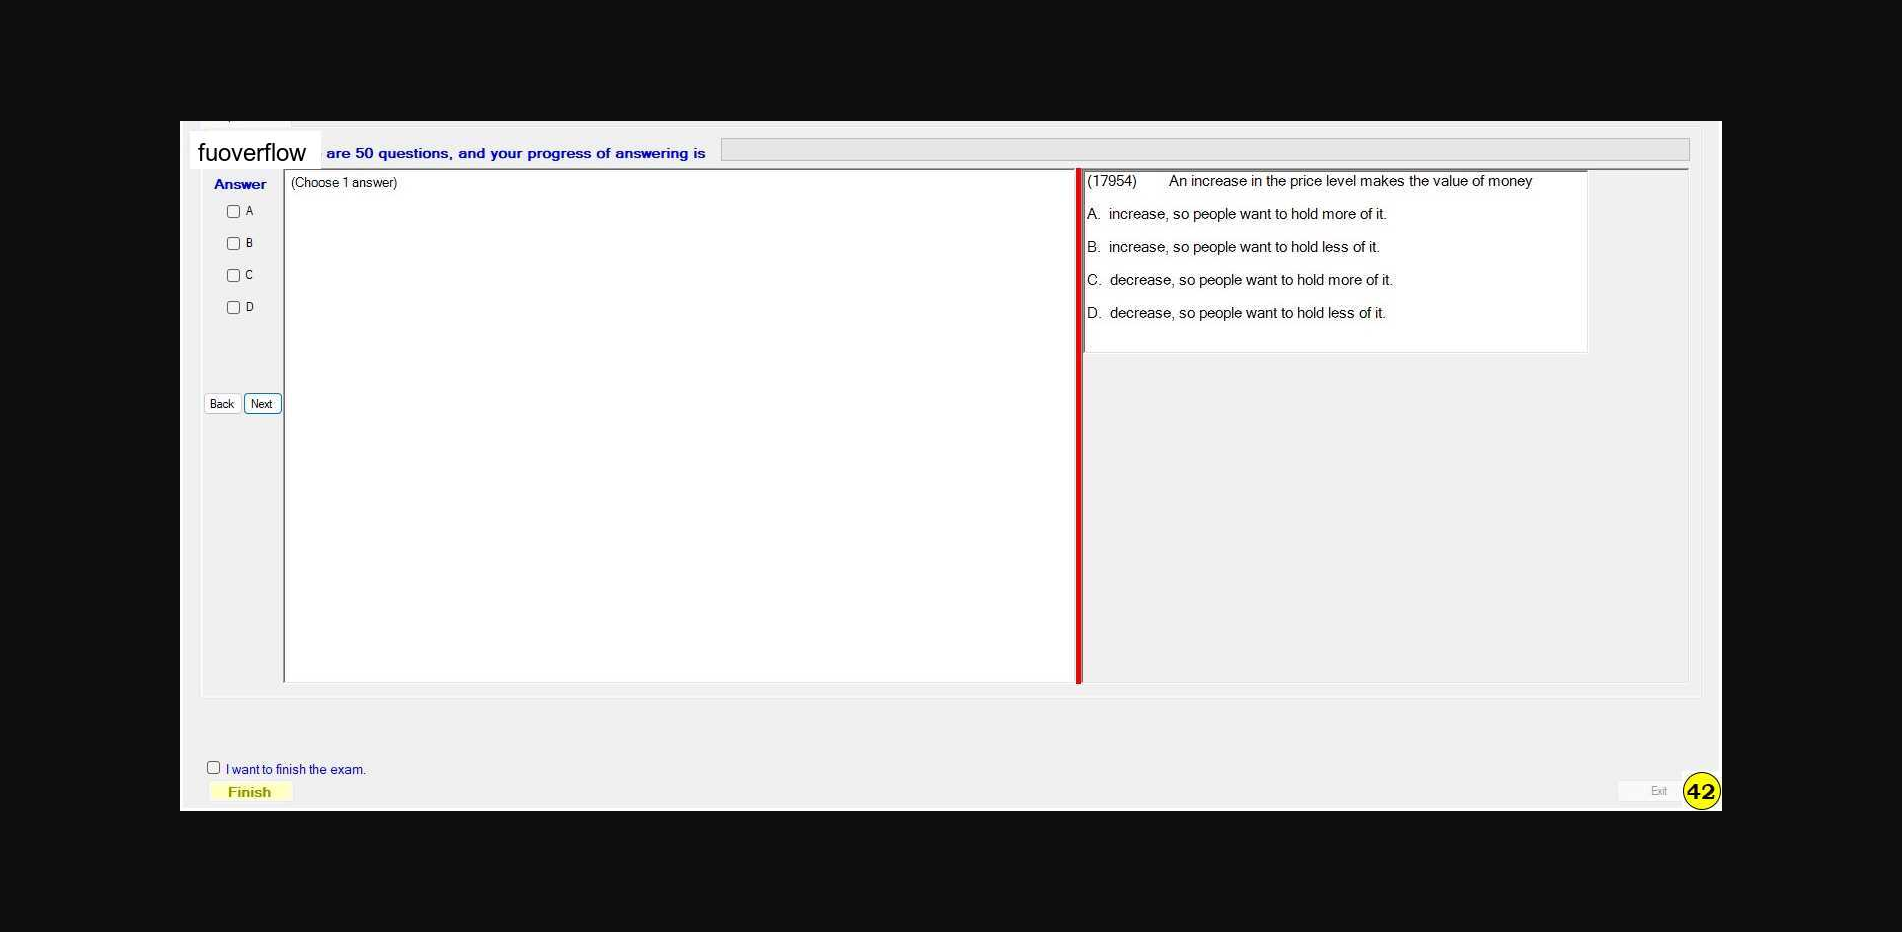 fuoverflow are 50 questions, and your progress of answering is
Answer
A
B
C
D
Back Next
(Choose 1 answer)
(17954) An increase in the price level makes the value of money
A. increase, so people want to hold more of it.
B. increase, so people want to hold less of it.
C. decrease, so people want to hold more of it.
D. decrease, so people want to hold less of it.
I want to finish the exam.
Finish
Exit
42